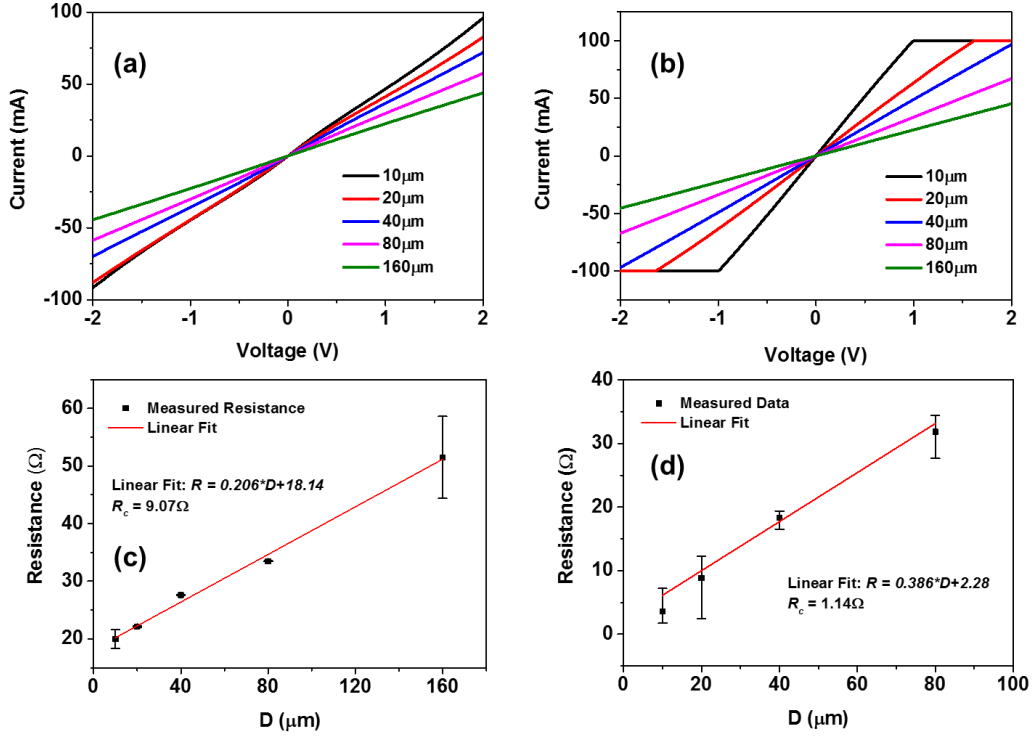 100
50
0
-50
-100
Current (mA)
(a)
10μm
20μm
40μm
80μm
160μm
-2
-1
0
1
2
Voltage (V)
100
50
0
-50
-100
Current (mA)
(b)
10μm
20μm
40μm
80μm
160μm
-2
-1
0
1
2
Voltage (V)
60
50
40
30
20
Resistance (Ω)
Measured Resistance
Linear Fit
Linear Fit: R = 0.206*D+18.14
R_c = 9.07Ω
(c)
0
40
80
120
160
D (μm)
40
30
20
10
0
Resistance (Ω)
Measured Data
Linear Fit
(d)
Linear Fit: R = 0.386*D+2.28
R_c = 1.14Ω
0
20
40
60
80
100
D (μm)